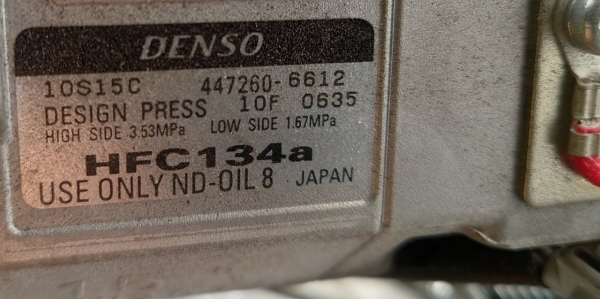 DENSO
10S15C 447260-6612
DESIGN PRESS 10F 0635
HIGH SIDE 3.53MPa LOW SIDE 1.67MPa
HFC134a
USE ONLY ND-OIL 8 JAPAN